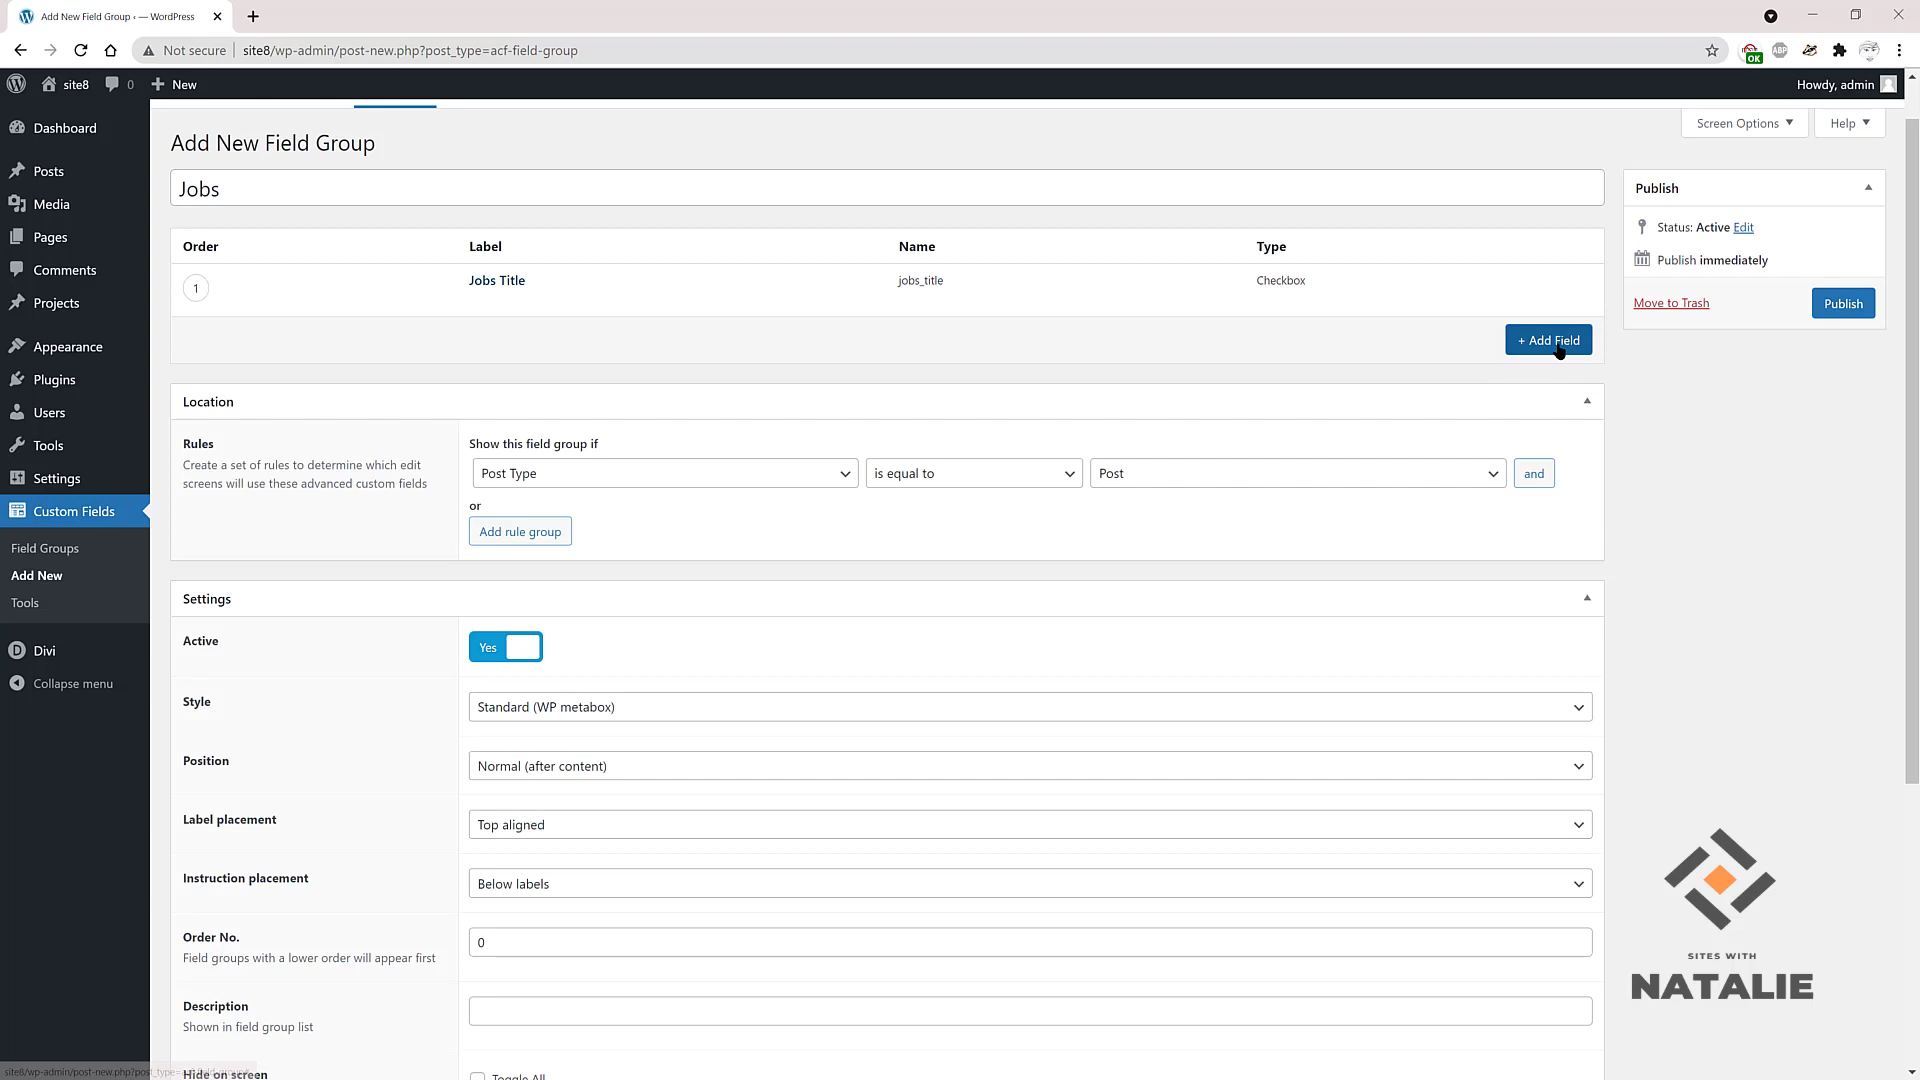 Add New Field Group ‹ — WordPress
Not secure site8/wp-admin/post-new.php?post_type=acf-field-group
OK
ABP
site8 0 New
Howdy, admin
Dashboard
Posts
Media
Pages
Comments
Projects
Appearance
Plugins
Users
Tools
Settings
Custom Fields
Field Groups
Add New
Tools
Divi
Collapse menu
Screen Options
Help
Add New Field Group
Jobs
Order Label Name Type
1 Jobs Title jobs_title Checkbox
+ Add Field
Publish
Status: Active Edit
Publish immediately
Move to Trash
Publish
Location
Rules
Create a set of rules to determine which edit
screens will use these advanced custom fields
Show this field group if
Post Type is equal to Post and
or
Add rule group
Settings
Active
Yes
Style
Standard (WP metabox)
Position
Normal (after content)
Label placement
Top aligned
Instruction placement
Below labels
Order No.
Field groups with a lower order will appear first
0
Description
Shown in field group list
Hide on screen
Toggle All
SITES WITH
NATALIE